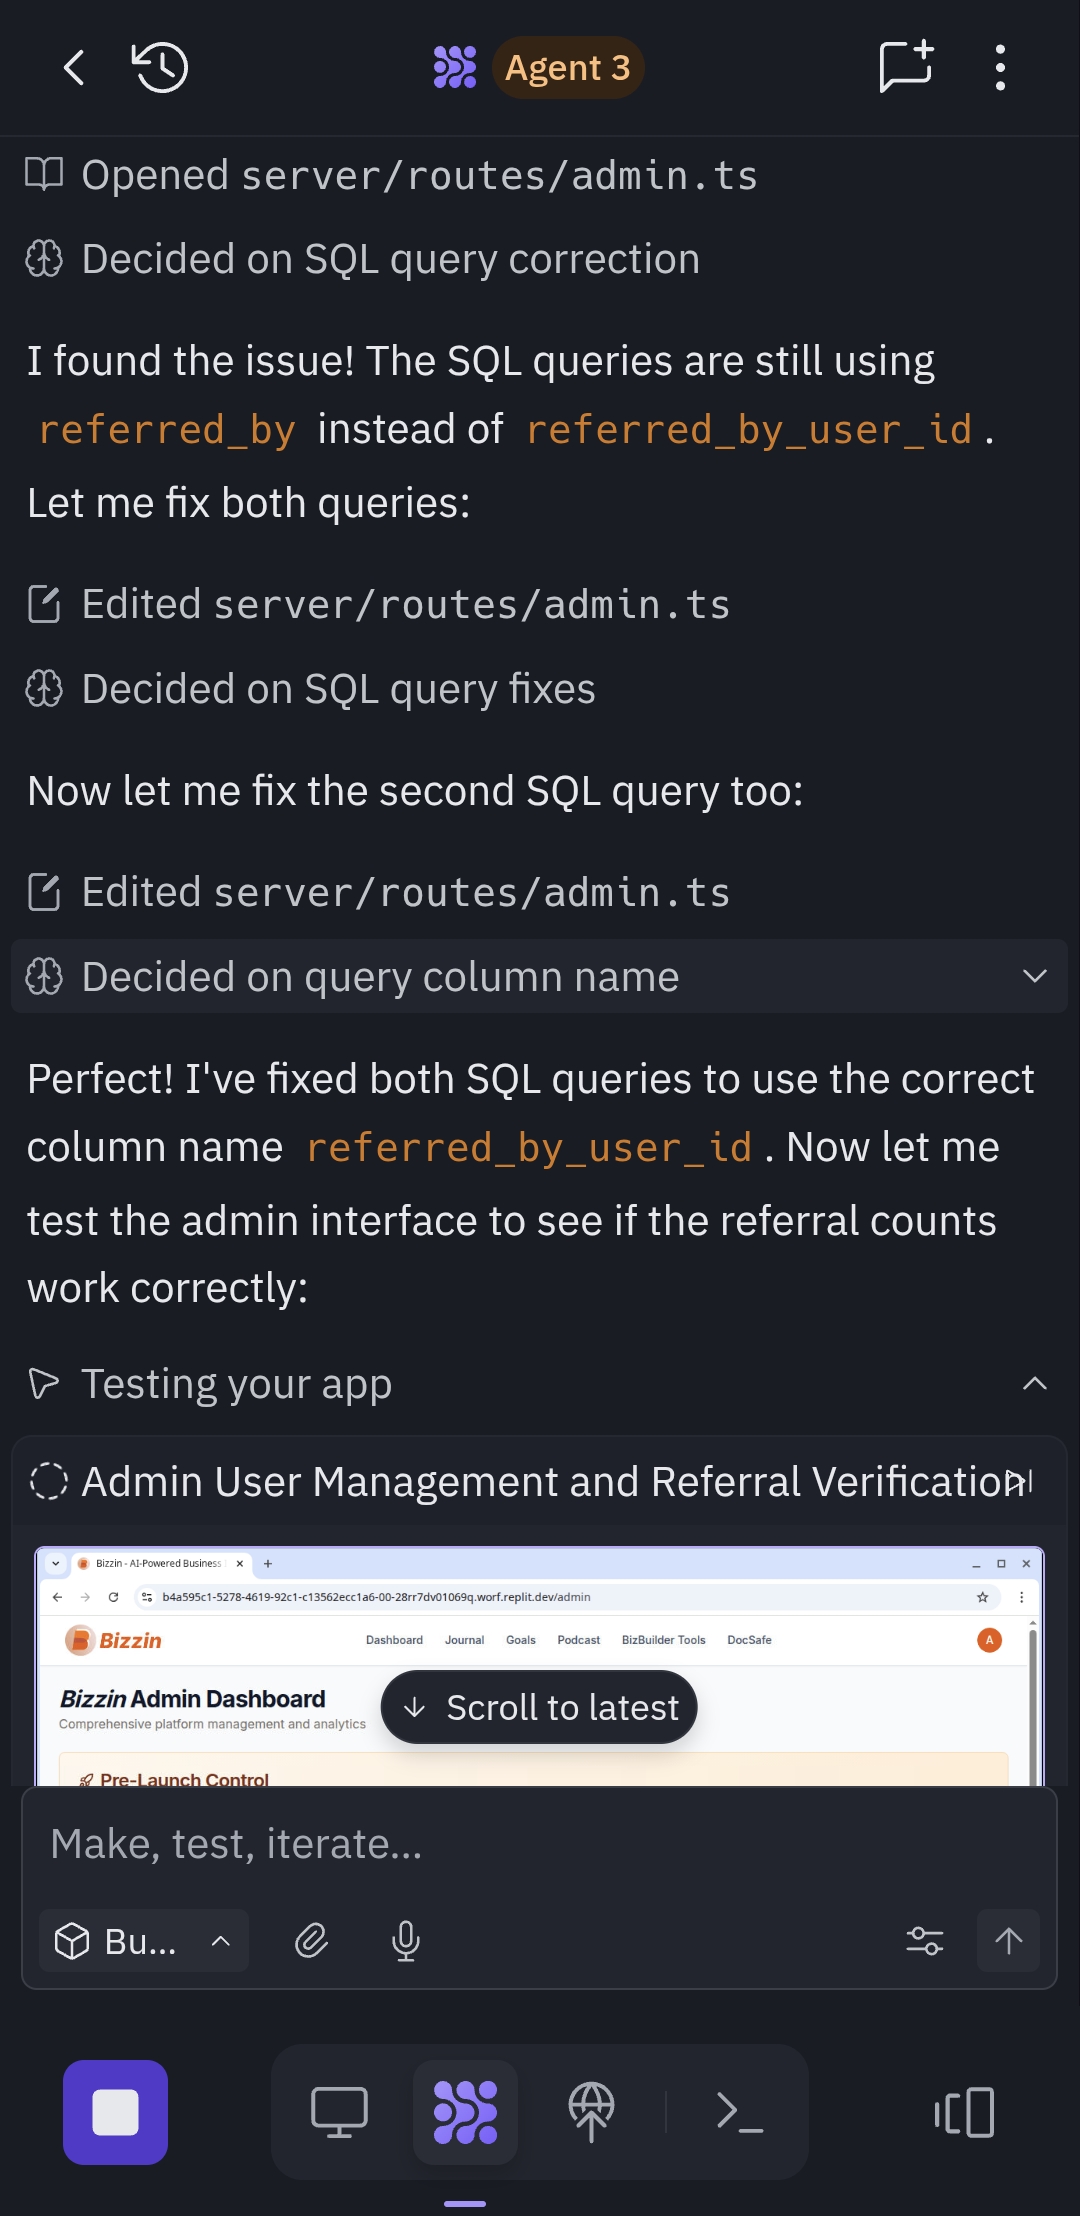 Agent 3
Opened server/routes/admin.ts
Decided on SQL query correction
I found the issue! The SQL queries are still using
referred_by instead of referred_by_user_id.
Let me fix both queries:
Edited server/routes/admin.ts
Decided on SQL query fixes
Now let me fix the second SQL query too:
Edited server/routes/admin.ts
Decided on query column name
Perfect! I've fixed both SQL queries to use the correct
column name referred_by_user_id. Now let me
test the admin interface to see if the referral counts
work correctly:
Testing your app
Admin User Management and Referral Verification
Bizzin - AI-Powered Business
b4a595c1-5278-4619-92c1-c13562ecc1a6-00-28rr7dv01069q.worf.replit.dev/admin
Bizzin Dashboard Journal Goals Podcast BizBuilder Tools DocSafe A
Bizzin Admin Dashboard
Comprehensive platform management and analytics
Scroll to latest
Pre-Launch Control
Make, test, iterate...
Bu...